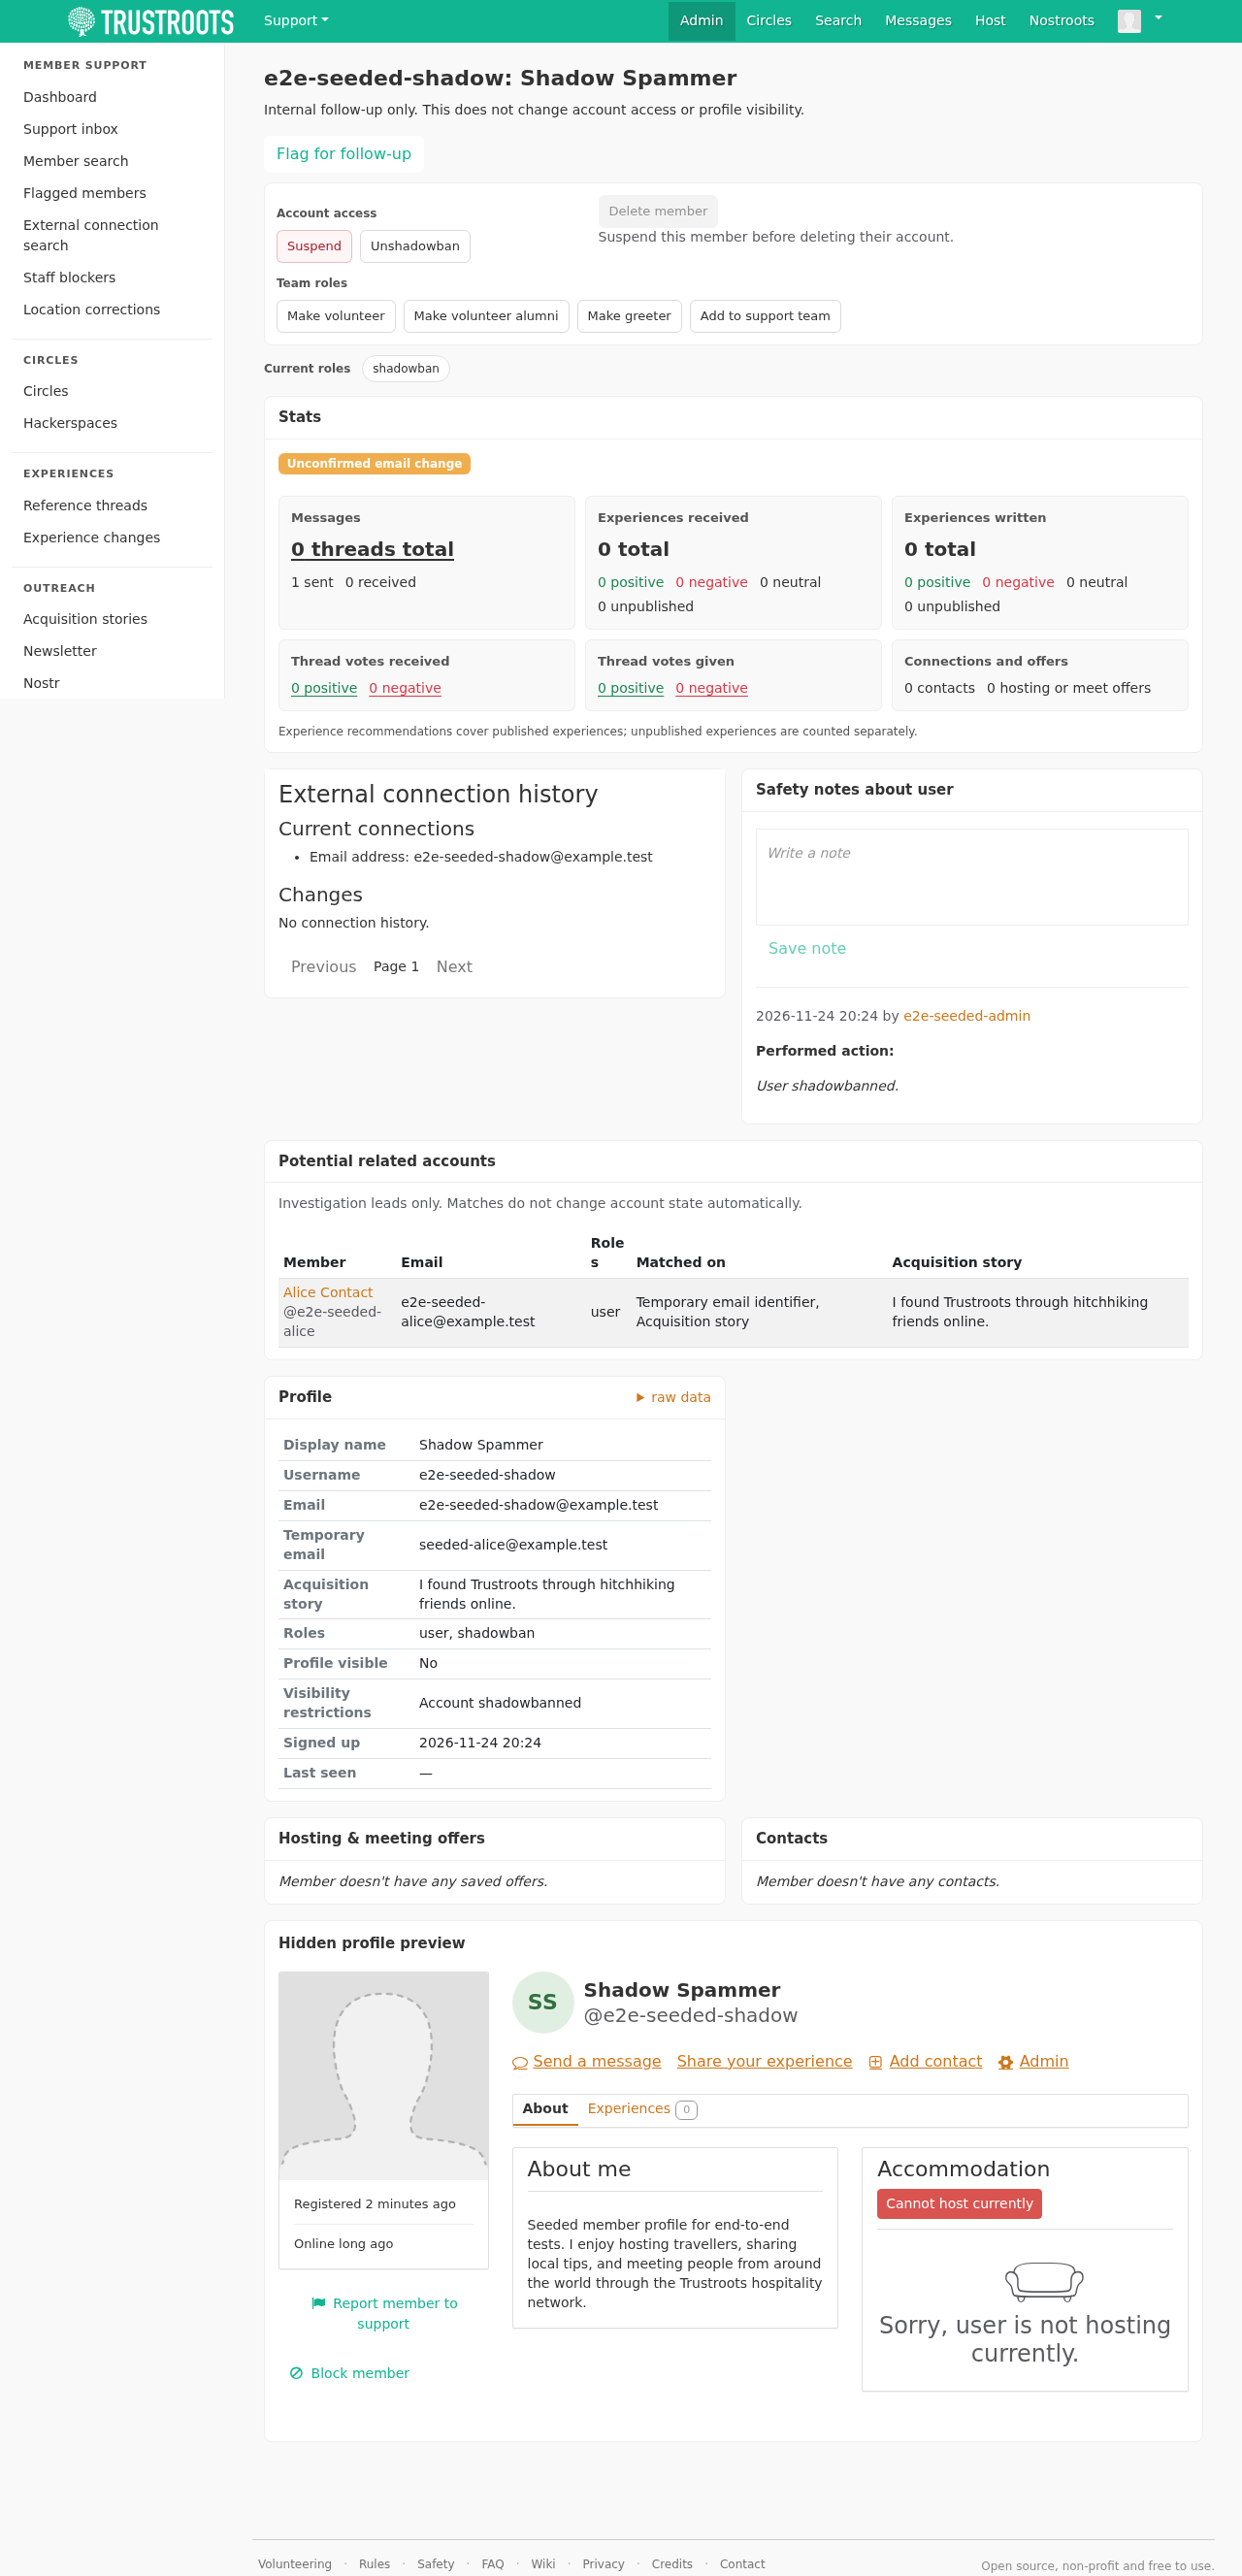 TRUSTROOTS
Support
Admin Circles Search Messages Host Nostroots
MEMBER SUPPORT
Dashboard
Support inbox
Member search
Flagged members
External connection
search
Staff blockers
Location corrections
CIRCLES
Circles
Hackerspaces
EXPERIENCES
Reference threads
Experience changes
OUTREACH
Acquisition stories
Newsletter
Nostr
e2e-seeded-shadow: Shadow Spammer
Internal follow-up only. This does not change account access or profile visibility.
Flag for follow-up
Account access
Suspend Unshadowban
Delete member
Suspend this member before deleting their account.
Team roles
Make volunteer Make volunteer alumni Make greeter Add to support team
Current roles shadowban
Stats
Unconfirmed email change
Messages
0 threads total
1 sent 0 received
Experiences received
0 total
0 positive 0 negative 0 neutral
0 unpublished
Experiences written
0 total
0 positive 0 negative 0 neutral
0 unpublished
Thread votes received
0 positive 0 negative
Thread votes given
0 positive 0 negative
Connections and offers
0 contacts 0 hosting or meet offers
Experience recommendations cover published experiences; unpublished experiences are counted separately.
External connection history
Current connections
• Email address: e2e-seeded-shadow@example.test
Changes
No connection history.
Previous Page 1 Next
Safety notes about user
Write a note
Save note
2026-11-24 20:24 by e2e-seeded-admin
Performed action:
User shadowbanned.
Potential related accounts
Investigation leads only. Matches do not change account state automatically.
Member Email Role
s Matched on Acquisition story
Alice Contact
@e2e-seeded-
alice
e2e-seeded-
alice@example.test
user
Temporary email identifier,
Acquisition story
I found Trustroots through hitchhiking
friends online.
Profile
raw data
Display name Shadow Spammer
Username e2e-seeded-shadow
Email e2e-seeded-shadow@example.test
Temporary
email
seeded-alice@example.test
Acquisition
story
I found Trustroots through hitchhiking
friends online.
Roles user, shadowban
Profile visible No
Visibility
restrictions
Account shadowbanned
Signed up 2026-11-24 20:24
Last seen —
Hosting & meeting offers
Member doesn't have any saved offers.
Contacts
Member doesn't have any contacts.
Hidden profile preview
Registered 2 minutes ago
Online long ago
Report member to
support
Block member
SS
Shadow Spammer
@e2e-seeded-shadow
Send a message Share your experience Add contact Admin
About Experiences 0
About me
Seeded member profile for end-to-end
tests. I enjoy hosting travellers, sharing
local tips, and meeting people from around
the world through the Trustroots hospitality
network.
Accommodation
Cannot host currently
Sorry, user is not hosting
currently.
Volunteering · Rules · Safety · FAQ · Wiki · Privacy · Credits · Contact
Open source, non-profit and free to use.